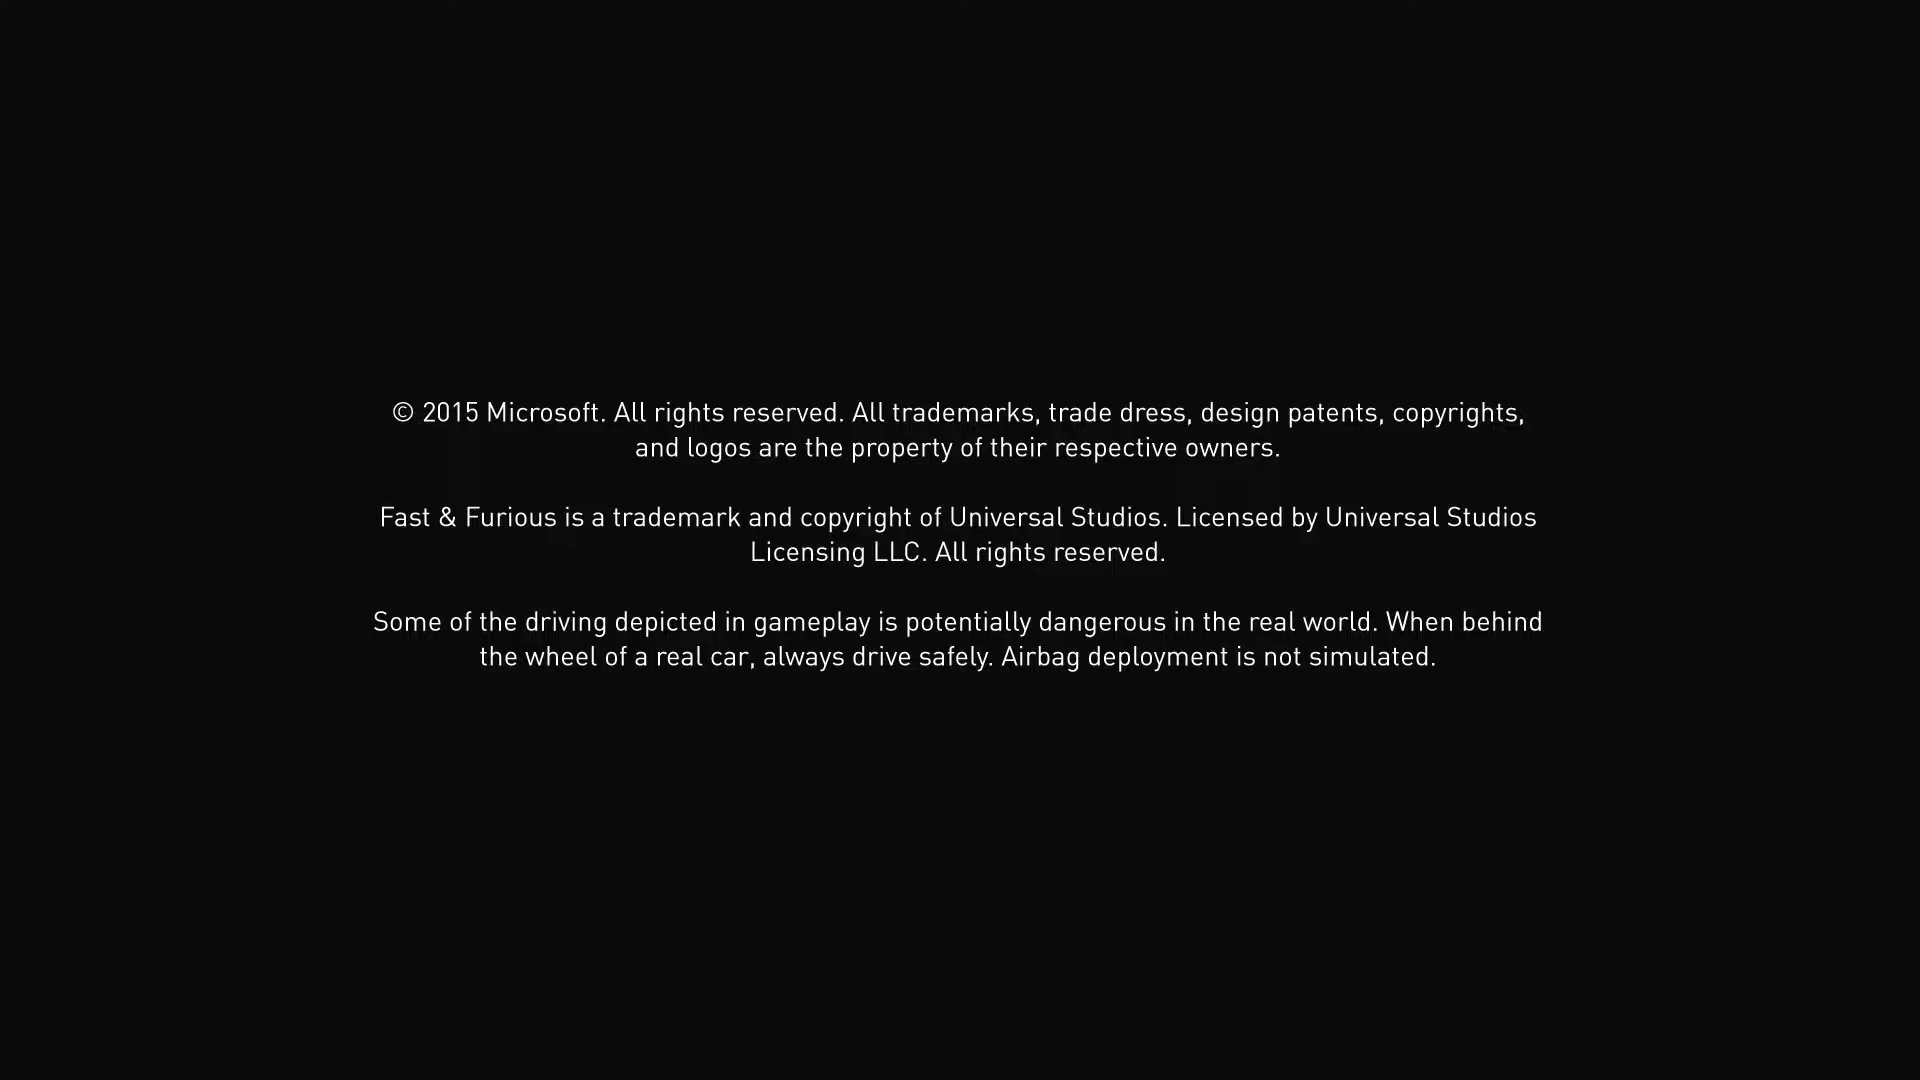 © 2015 Microsoft. All rights reserved. All trademarks, trade dress, design patents, copyrights,
and logos are the property of their respective owners.
Fast & Furious is a trademark and copyright of Universal Studios. Licensed by Universal Studios
Licensing LLC. All rights reserved.
Some of the driving depicted in gameplay is potentially dangerous in the real world. When behind
the wheel of a real car, always drive safely. Airbag deployment is not simulated.